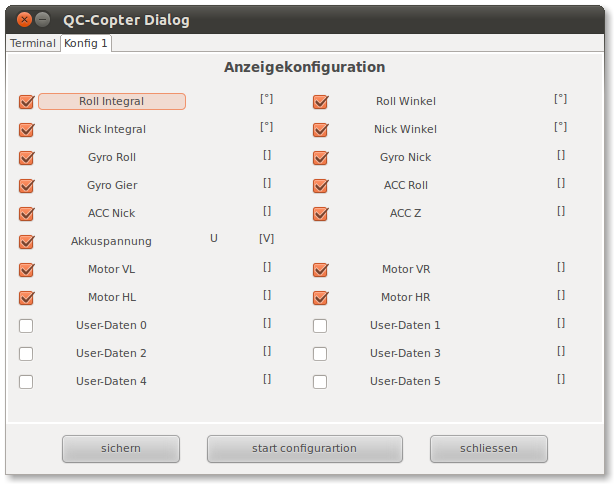 QC-Copter Dialog
Terminal Konfig 1
Anzeigekonfiguration
Roll Integral [°] Roll Winkel [°]
Nick Integral [°] Nick Winkel [°]
Gyro Roll [] Gyro Nick []
Gyro Gier [] ACC Roll []
ACC Nick [] ACC Z []
Akkuspannung U [V]
Motor VL [] Motor VR []
Motor HL [] Motor HR []
User-Daten 0 [] User-Daten 1 []
User-Daten 2 [] User-Daten 3 []
User-Daten 4 [] User-Daten 5 []
sichern start configurartion schliessen